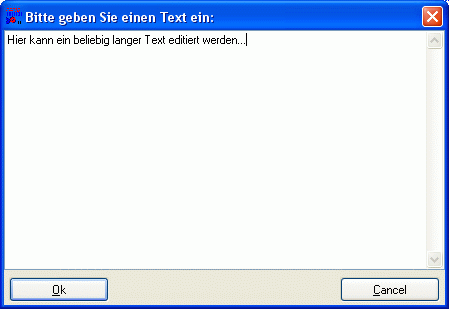 Bitte geben Sie einen Text ein:
Hier kann ein beliebig langer Text editiert werden...
Ok
Cancel